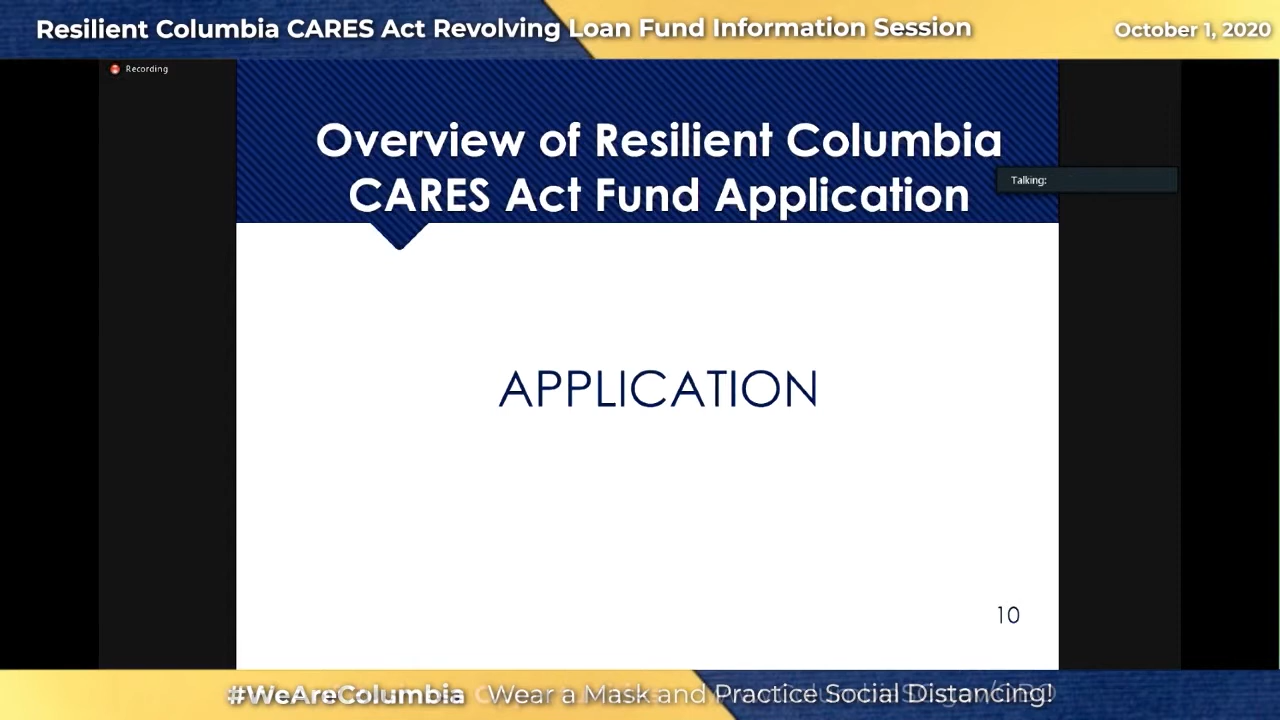 Resilient Columbia CARES Act Revolving Loan Fund Information Session
October 1, 2020
Recording
Overview of Resilient Columbia
CARES Act Fund Application
Talking:
APPLICATION
10
#WeAreColumbia Wear a Mask and Practice Social Distancing!